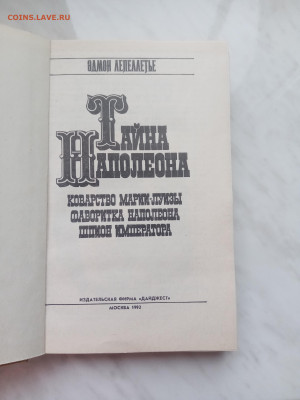 COINS.LAVE.RU
ЭДМОН ЛЕПЕЛЛЕТЬЕ
ТАЙНА
НАПОЛЕОНА
КОВАРСТВО МАРИИ-ЛУИЗЫ
ФАВОРИТКА НАПОЛЕОНА
ШПИОН ИМПЕРАТОРА
ИЗДАТЕЛЬСКАЯ ФИРМА «ДАЙДЖЕСТ»
МОСКВА 1992